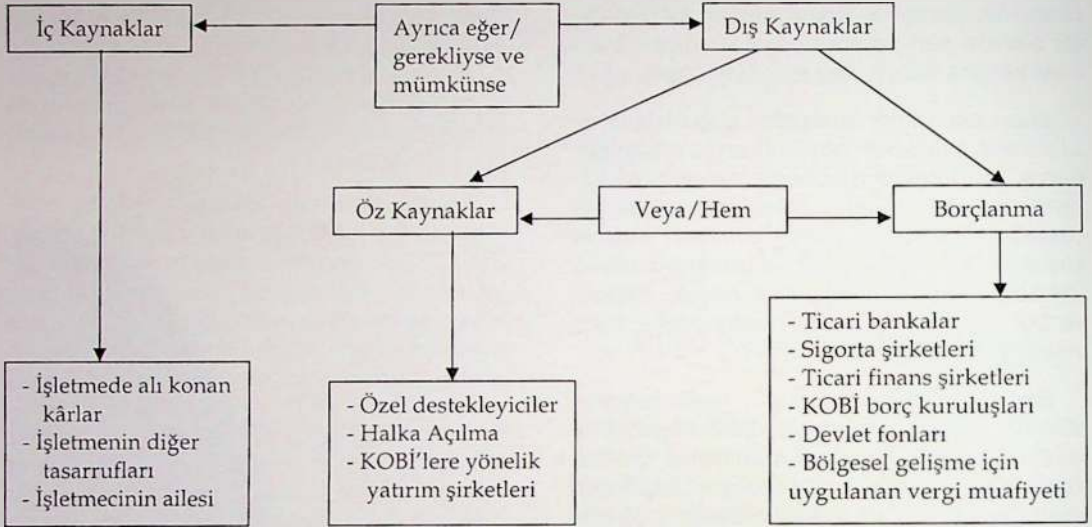 İç Kaynaklar
Ayrıca eğer/
gerekliyse ve
mümkünse
Dış Kaynaklar
Öz Kaynaklar
Veya/Hem
Borçlanma
- İşletmede alı konan
kârlar
- İşletmenin diğer
tasarrufları
- İşletmecinin ailesi
- Özel destekleyiciler
- Halka Açılma
- KOBİ'lere yönelik
yatırım şirketleri
- Ticari bankalar
- Sigorta şirketleri
- Ticari finans şirketleri
- KOBİ borç kuruluşları
- Devlet fonları
- Bölgesel gelişme için
uygulanan vergi muafiyeti